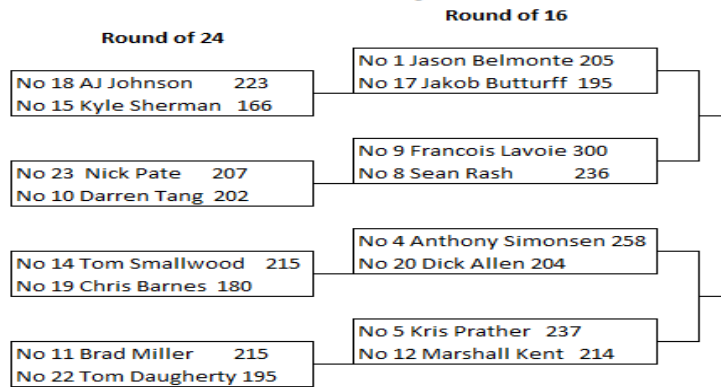 Round of 24
No 18 AJ Johnson 223
No 15 Kyle Sherman 166
No 23 Nick Pate 207
No 10 Darren Tang 202
No 14 Tom Smallwood 215
No 19 Chris Barnes 180
No 11 Brad Miller 215
No 22 Tom Daugherty 195
Round of 16
No 1 Jason Belmonte 205
No 17 Jakob Butturff 195
No 9 Francois Lavoie 300
No 8 Sean Rash 236
No 4 Anthony Simonsen 258
No 20 Dick Allen 204
No 5 Kris Prather 237
No 12 Marshall Kent 214